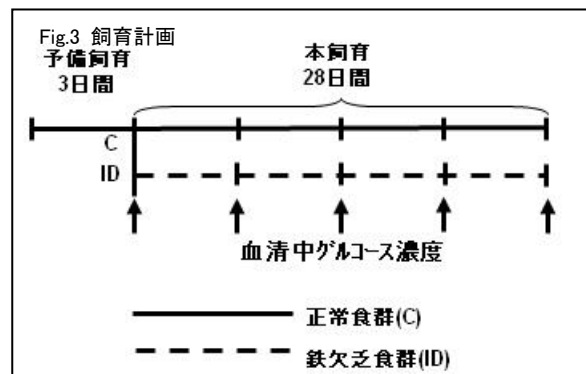 Fig.3 飼育計画
予備飼育
3日間
本飼育
28日間
C
ID
血清中ｸﾞﾙｺｰｽ濃度
正常食群(C)
鉄欠乏食群(ID)